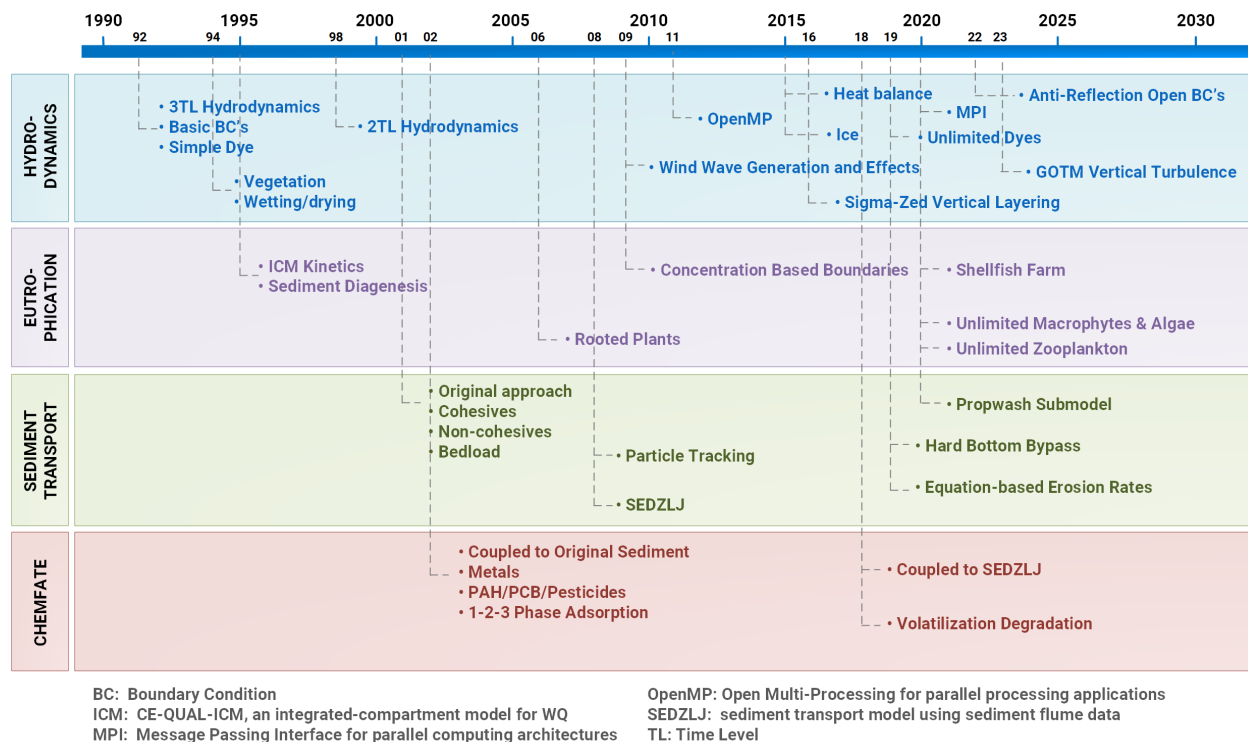 1990 1995 2000 2005 2010 2015 2020 2025 2030
92 94 98 01 02 06 08 09 11 16 18 19 22 23
HYDRO-
DYNAMICS
• 3TL Hydrodynamics
• Basic BC's
• Simple Dye
• Vegetation
• Wetting/drying
• 2TL Hydrodynamics
• OpenMP
• Wind Wave Generation and Effects
• Heat balance
• Ice
• Sigma-Zed Vertical Layering
• MPI
• Unlimited Dyes
• Anti-Reflection Open BC's
• GOTM Vertical Turbulence
EUTRO-
PHICATION
• ICM Kinetics
• Sediment Diagenesis
• Rooted Plants
• Concentration Based Boundaries
• Shellfish Farm
• Unlimited Macrophytes & Algae
• Unlimited Zooplankton
SEDIMENT
TRANSPORT
• Original approach
• Cohesives
• Non-cohesives
• Bedload
• Particle Tracking
• SEDZLJ
• Propwash Submodel
• Hard Bottom Bypass
• Equation-based Erosion Rates
CHEMFATE
• Coupled to Original Sediment
• Metals
• PAH/PCB/Pesticides
• 1-2-3 Phase Adsorption
• Coupled to SEDZLJ
• Volatilization Degradation
BC: Boundary Condition
ICM: CE-QUAL-ICM, an integrated-compartment model for WQ
MPI: Message Passing Interface for parallel computing architectures
OpenMP: Open Multi-Processing for parallel processing applications
SEDZLJ: sediment transport model using sediment flume data
TL: Time Level